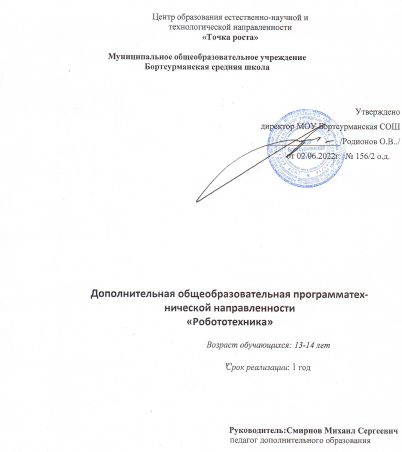 Центр образования естественно-научной и
технологической направленности
«Точка роста»
Муниципальное общеобразовательное учреждение
Бортсурманская средняя школа
Утверждено
директор МОУ Бортсурманская СОШ
/Родионов О.В../
от 02.06.2022г. № 156/2 о.д.
Дополнительная общеобразовательная программатех-
нической направленности
«Робототехника»
Возраст обучающихся: 13-14 лет
Срок реализации: 1 год
Руководитель:Смирнов Михаил Сергеевич
педагог дополнительного образования